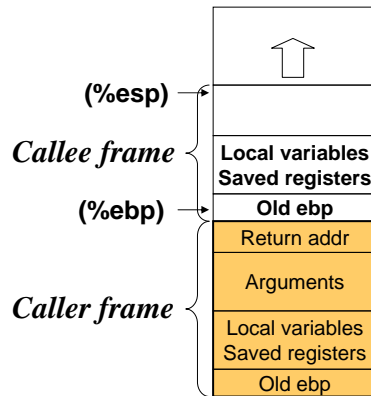 (%esp)
Callee frame
Local variables
Saved registers
(%ebp)
Old ebp
Return addr
Arguments
Caller frame
Local variables
Saved registers
Old ebp